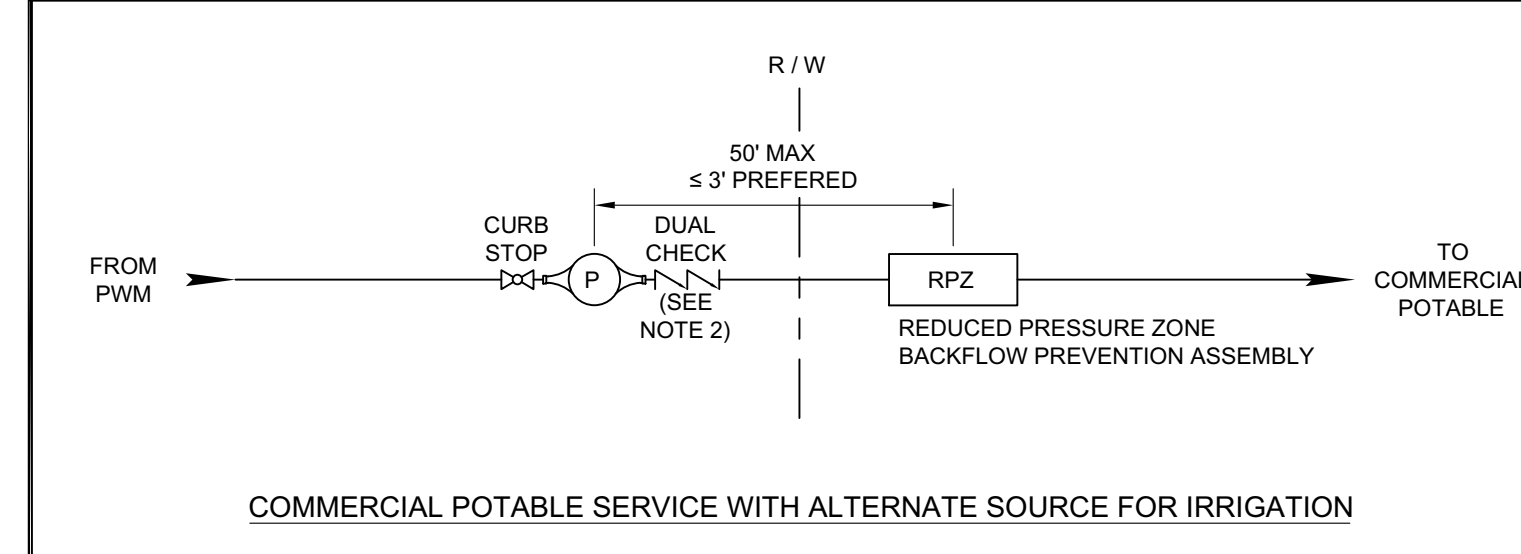 R / W
50' MAX
≤ 3' PREFERED
CURB
STOP
DUAL
CHECK
(SEE
NOTE 2)
FROM
PWM
P
RPZ
TO
COMMERCIAL
POTABLE
REDUCED PRESSURE ZONE
BACKFLOW PREVENTION ASSEMBLY
COMMERCIAL POTABLE SERVICE WITH ALTERNATE SOURCE FOR IRRIGATION